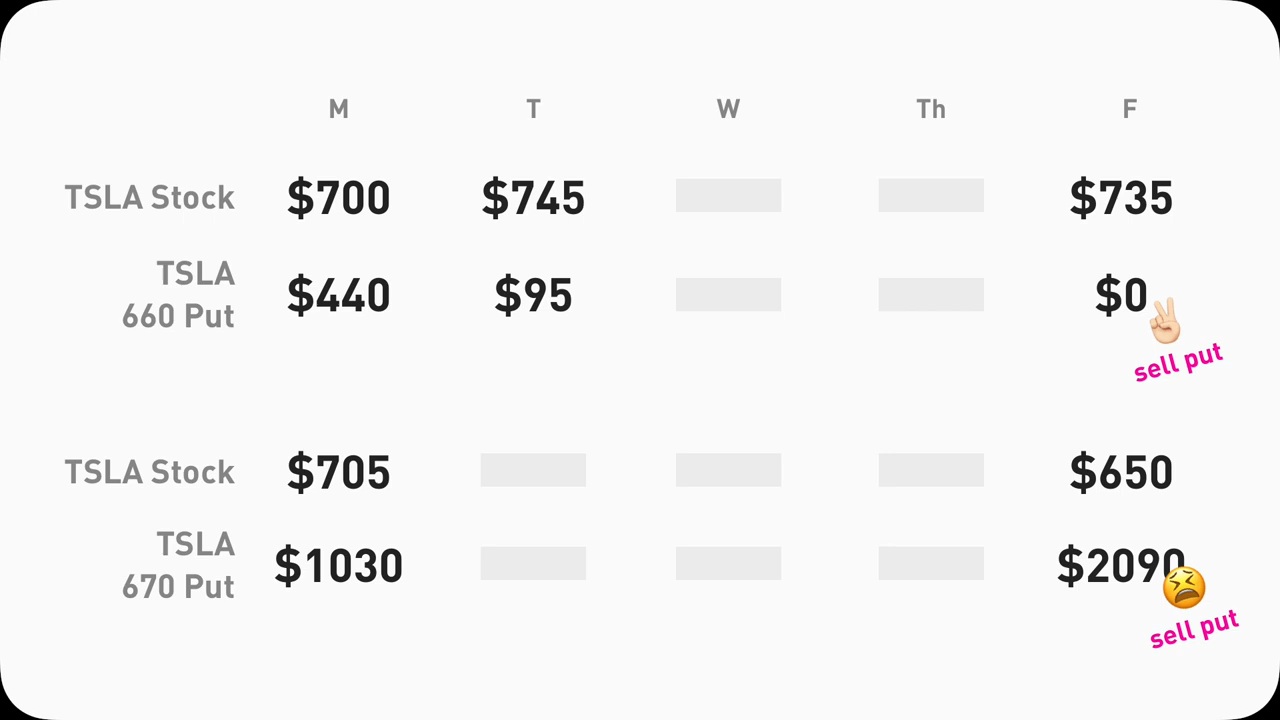 M T W Th F
TSLA Stock $700 $745 $735
TSLA
660 Put $440 $95 $0
sell put
TSLA Stock $705 $650
TSLA
670 Put $1030 $2090
sell put